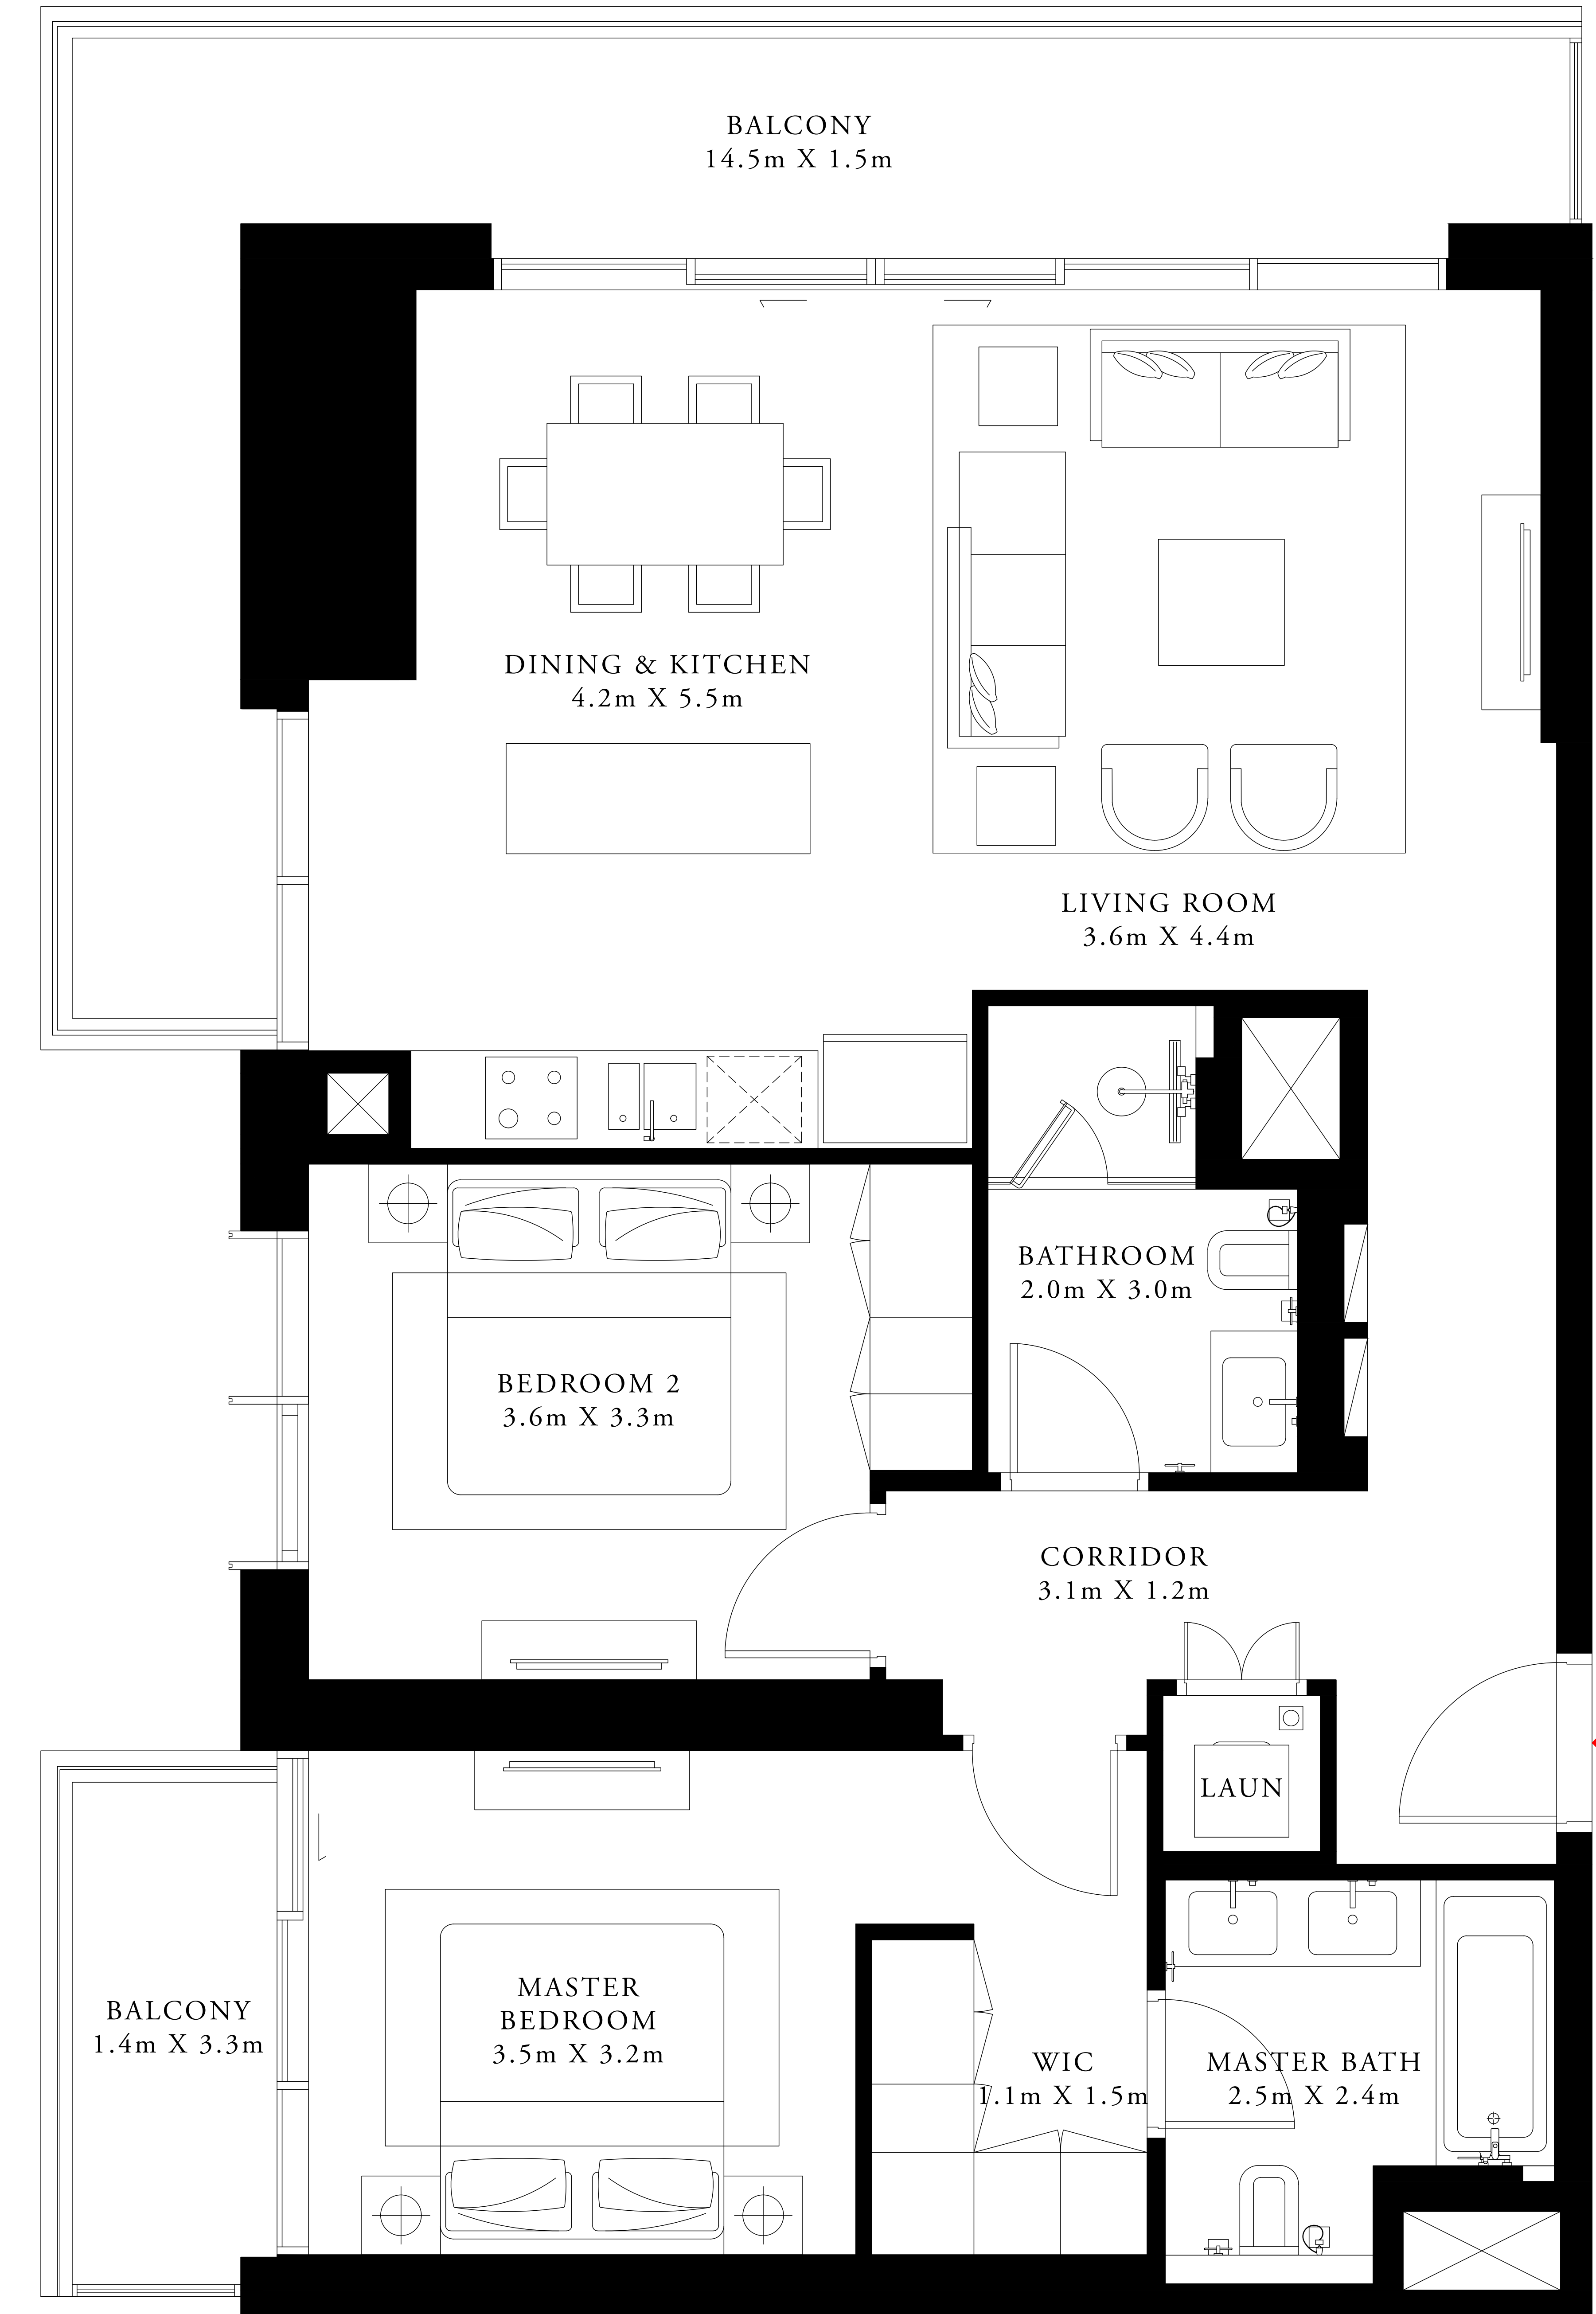 BALCONY
14.5m X 1.5m
DINING & KITCHEN
4.2m X 5.5m
LIVING ROOM
3.6m X 4.4m
BATHROOM
2.0m X 3.0m
BEDROOM 2
3.6m X 3.3m
CORRIDOR
3.1m X 1.2m
LAUN
MASTER
BEDROOM
3.5m X 3.2m
BALCONY
1.4m X 3.3m
WIC
1.1m X 1.5m
MASTER BATH
2.5m X 2.4m